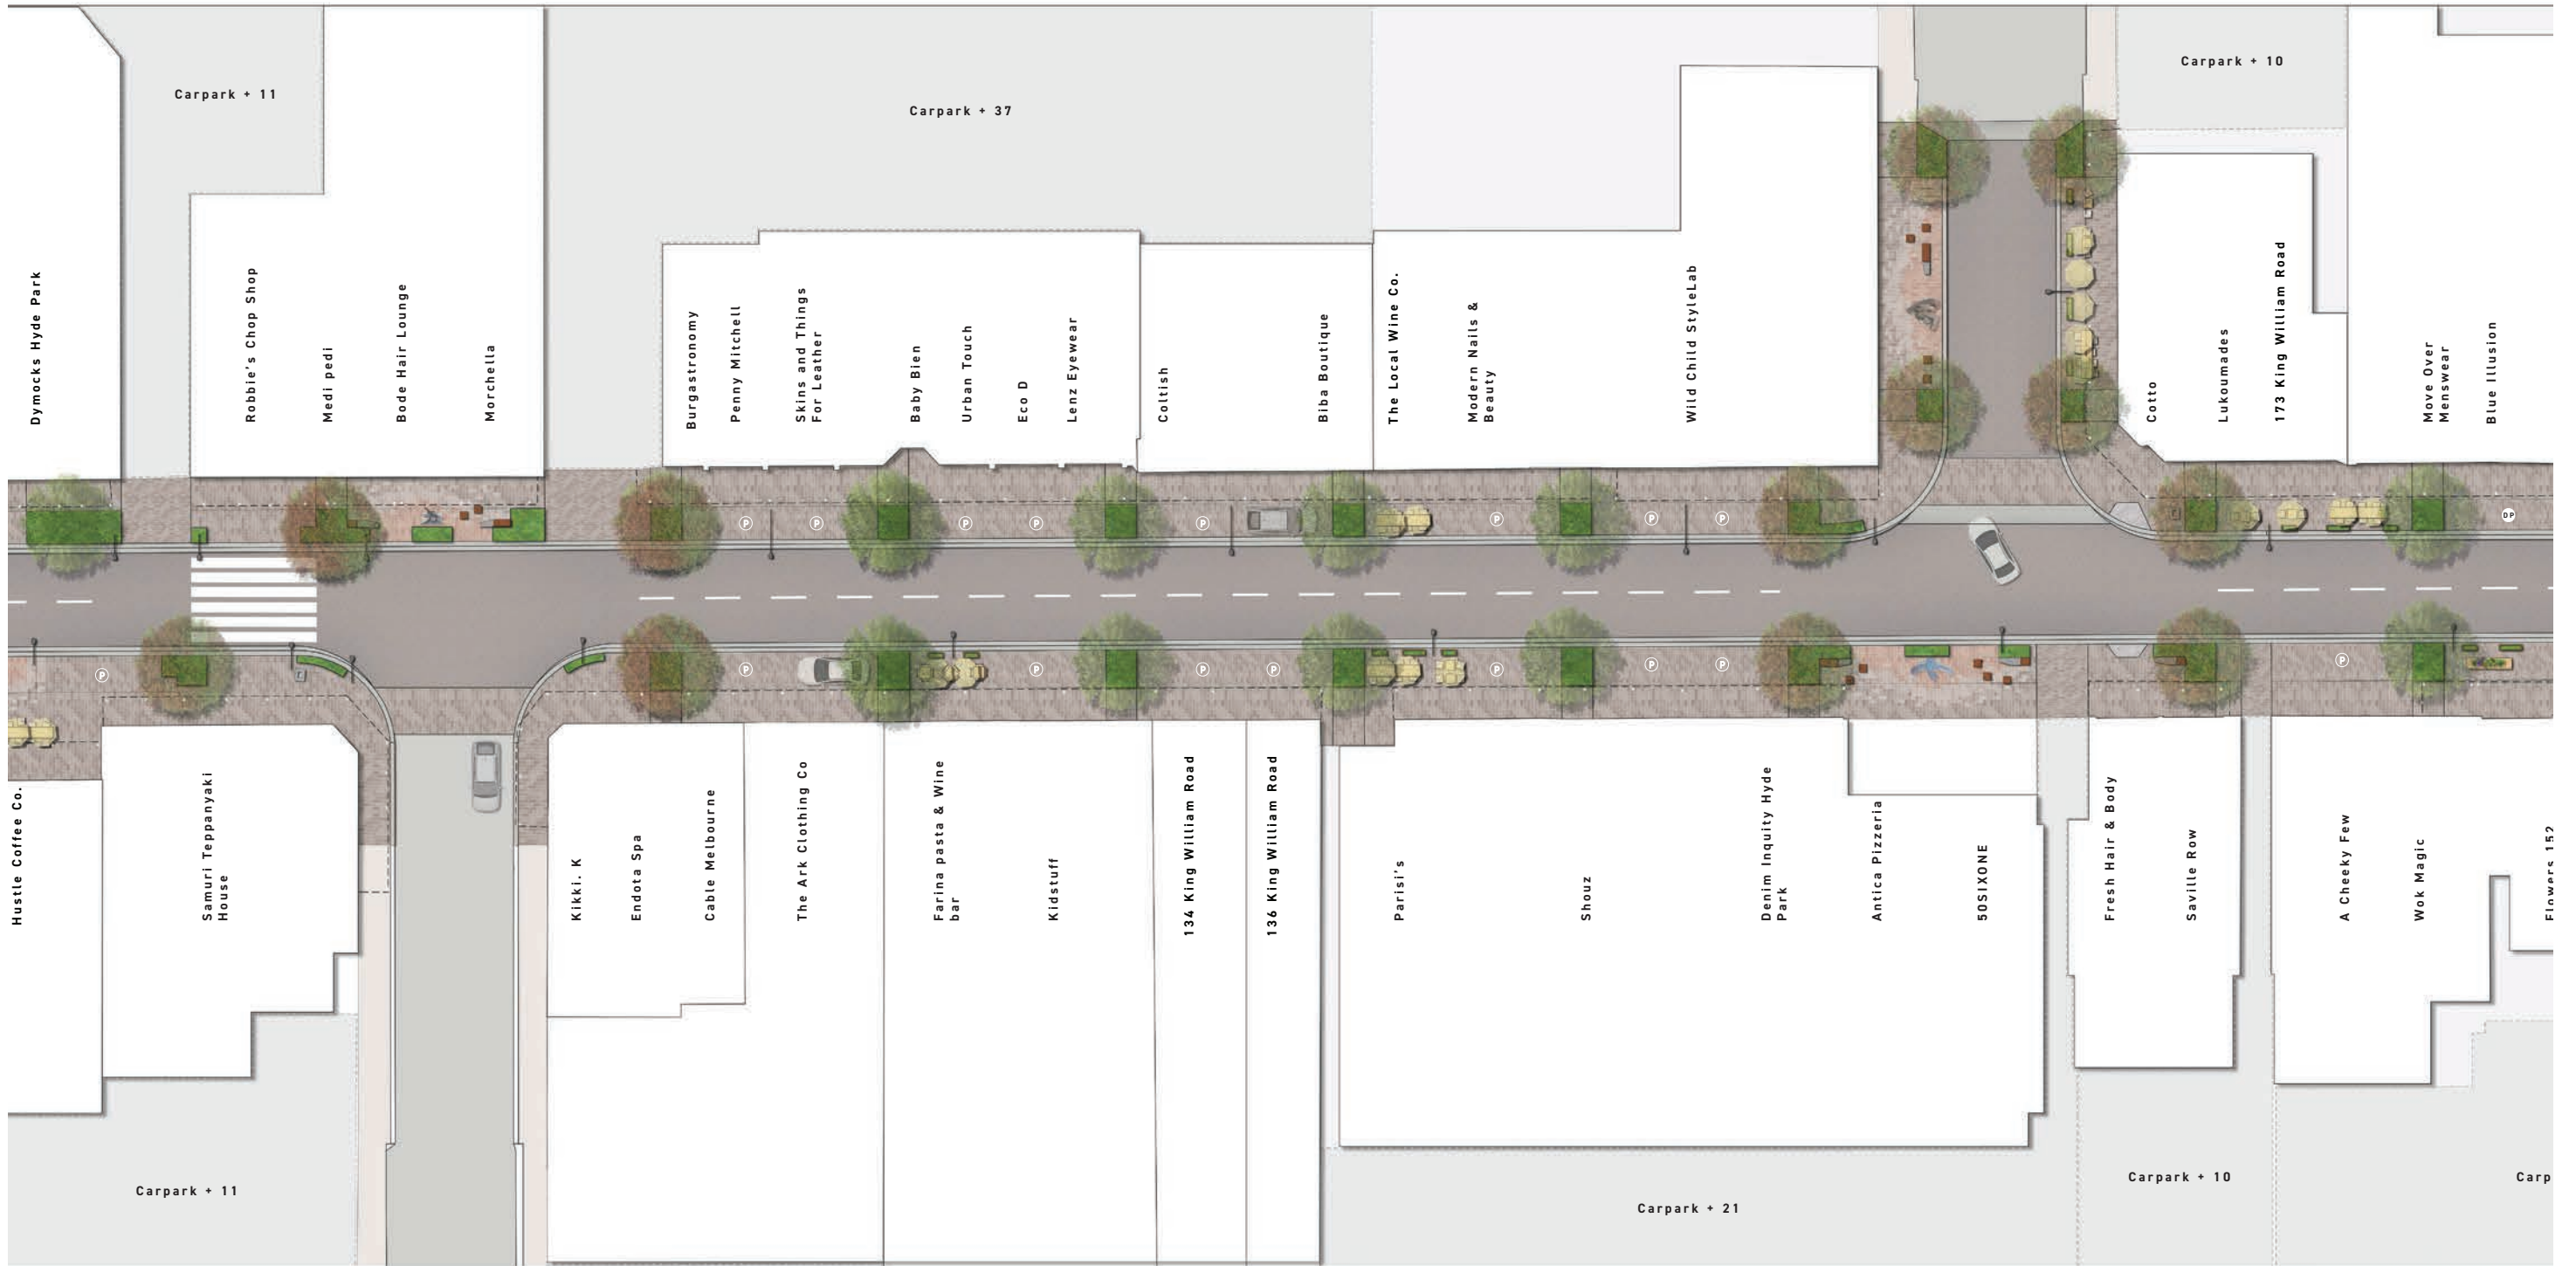 Carpark + 11
Carpark + 37
Carpark + 10
Dymocks Hyde Park
Robbie's Chop Shop
Medi pedi
Bode Hair Lounge
Morchella
Burgastronomy
Penny Mitchell
Skins and Things
For Leather
Baby Bien
Urban Touch
Eco D
Lenz Eyewear
Coltish
Biba Boutique
The Local Wine Co.
Modern Nails &
Beauty
Wild Child StyleLab
Cotto
Lukoumades
173 King William Road
Move Over
Menswear
Blue Illusion
P
P
P
P
P
P
P
P
DP
P
P
P
P
P
P
P
P
P
Hustle Coffee Co.
Samuri Teppanyaki
House
Kikki. K
Endota Spa
Cable Melbourne
The Ark Clothing Co
Farina pasta & Wine
bar
Kidstuff
134 King William Road
136 King William Road
Parisi's
Shouz
Denim Inquity Hyde
Park
Antica Pizzeria
50SIXONE
Fresh Hair & Body
Saville Row
A Cheeky Few
Wok Magic
Flowers 152
Carpark + 11
Carpark + 21
Carpark + 10
Carp